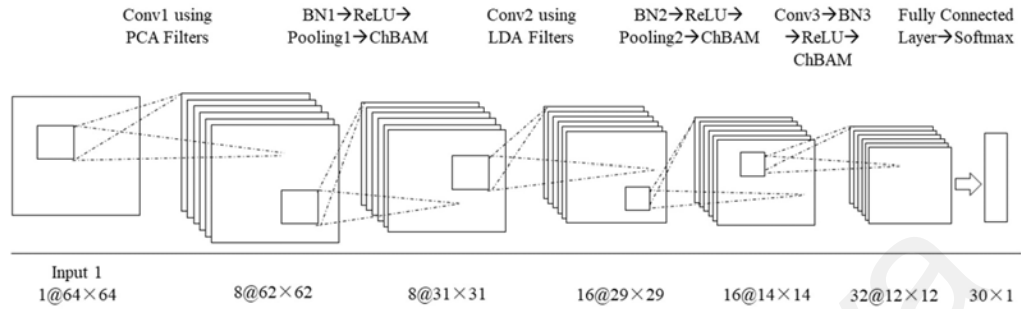 Conv1 using
PCA Filters
BN1→ReLU→
Pooling1→ChBAM
Conv2 using
LDA Filters
BN2→ReLU→
Pooling2→ChBAM
Conv3→BN3
→ReLU→
ChBAM
Fully Connected
Layer→Softmax
Input 1
1@64×64
8@62×62
8@31×31
16@29×29
16@14×14
32@12×12
30×1